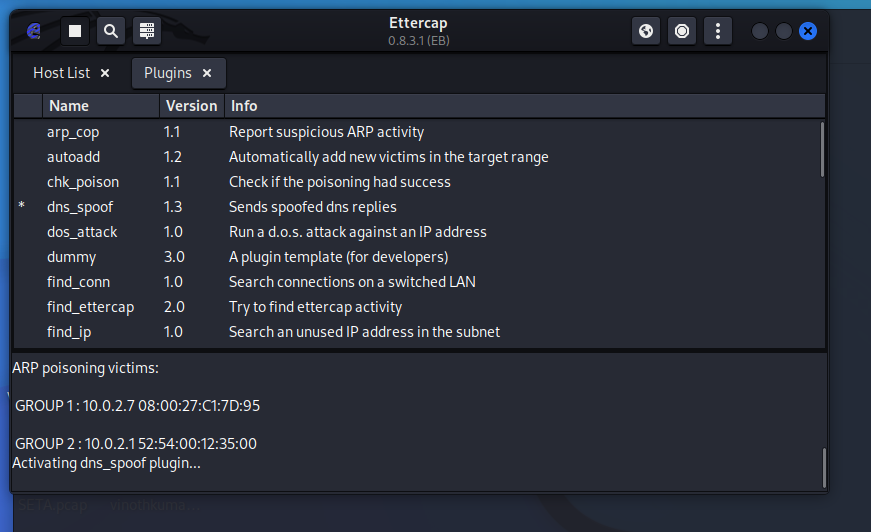 Ettercap
0.8.3.1 (EB)
Host List ×
Plugins ×
Name Version Info
arp_cop 1.1 Report suspicious ARP activity
autoadd 1.2 Automatically add new victims in the target range
chk_poison 1.1 Check if the poisoning had success
* dns_spoof 1.3 Sends spoofed dns replies
dos_attack 1.0 Run a d.o.s. attack against an IP address
dummy 3.0 A plugin template (for developers)
find_conn 1.0 Search connections on a switched LAN
find_ettercap 2.0 Try to find ettercap activity
find_ip 1.0 Search an unused IP address in the subnet
ARP poisoning victims:
GROUP 1 : 10.0.2.7 08:00:27:C1:7D:95
GROUP 2 : 10.0.2.1 52:54:00:12:35:00
Activating dns_spoof plugin...
SETA.pcap